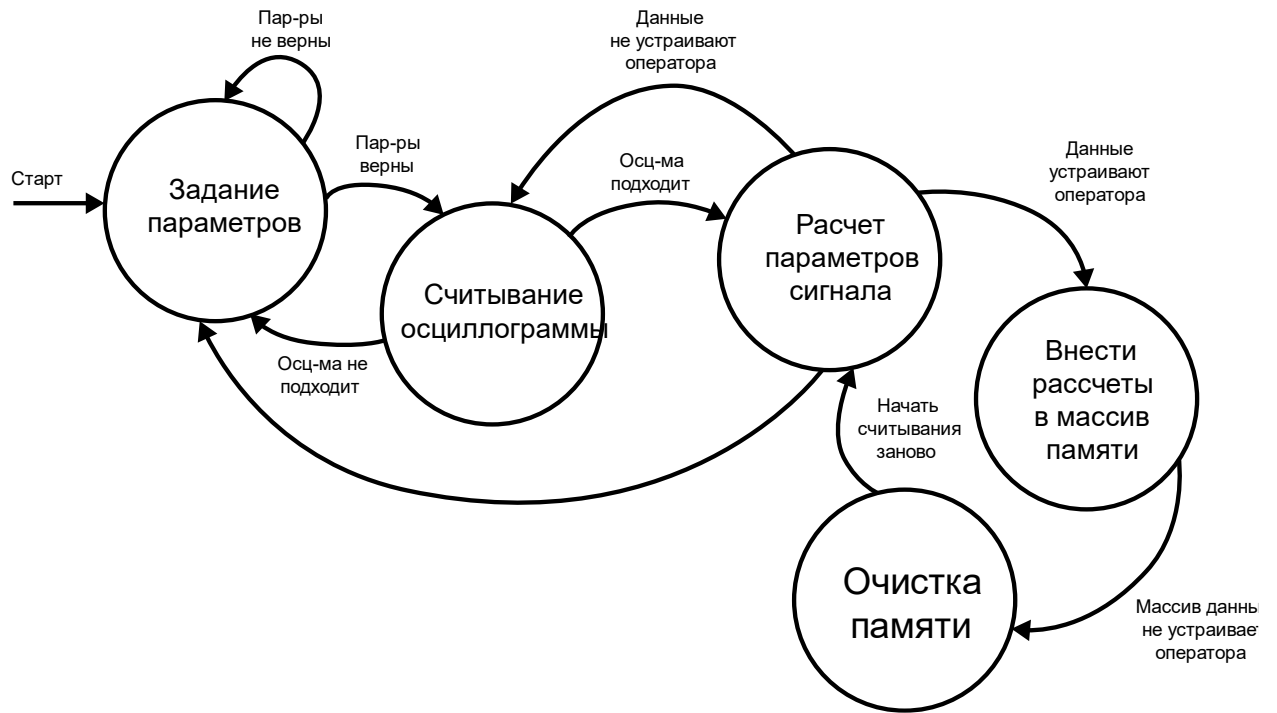 Пар-ры
не верны
Данные
не устраивают
оператора
Пар-ры
верны
Осц-ма
подходит
Данные
устраивают
оператора
Старт
Задание
параметров
Расчет
параметров
сигнала
Считывание
осциллограммы
Осц-ма не
подходит
Внести
рассчеты
в массив
памяти
Начать
считывания
заново
Очистка
памяти
Массив данны
не устраивает
оператора